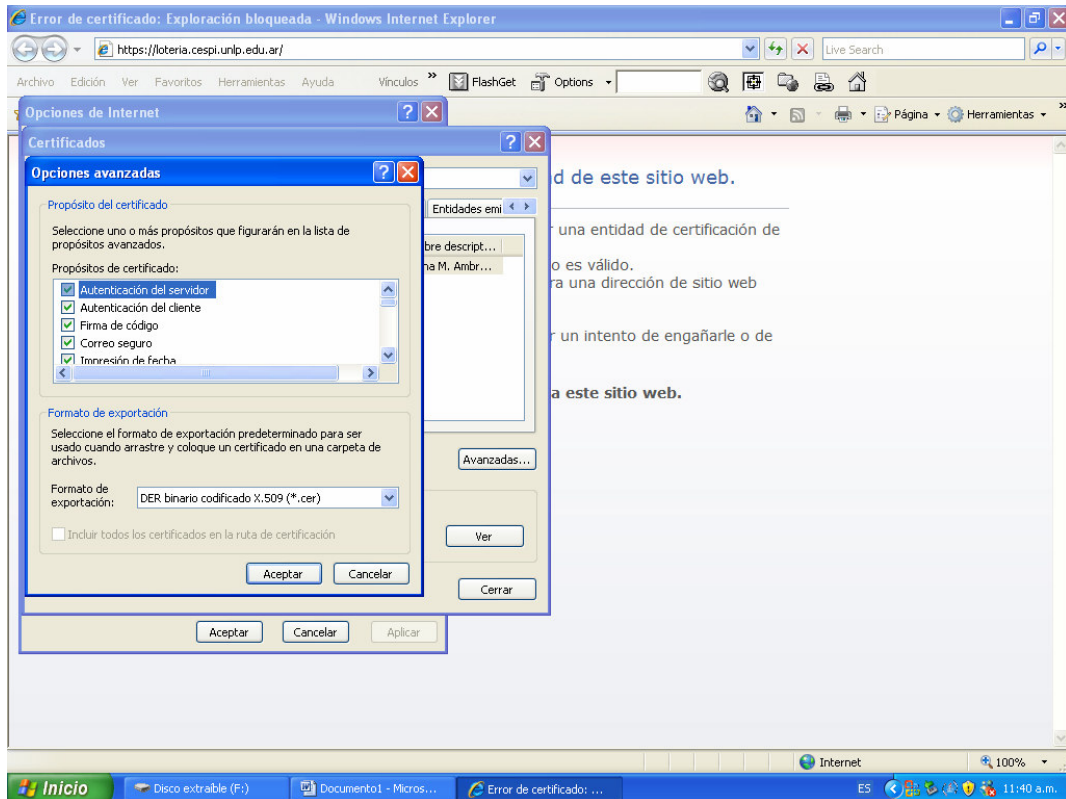 Error de certificado: Exploración bloqueada - Windows Internet Explorer
https://loteria.cespi.unlp.edu.ar/
Live Search
Archivo Edición Ver Favoritos Herramientas Ayuda Vínculos » FlashGet Options
Opciones de Internet
Página Herramientas »
Certificados
Opciones avanzadas
d de este sitio web.
Propósito del certificado
Entidades emi
Seleccione uno o más propósitos que figurarán en la lista de
propósitos avanzados.
una entidad de certificación de
bre descript...
Propósitos de certificado:
na M. Ambr...
o es válido.
Autenticación del servidor
ra una dirección de sitio web
Autenticación del cliente
Firma de código
Correo seguro
r un intento de engañarle o de
Impresión de fecha
a este sitio web.
Formato de exportación
Seleccione el formato de exportación predeterminado para ser
usado cuando arrastre y coloque un certificado en una carpeta de
archivos.
Avanzadas...
Formato de
exportación:
DER binario codificado X.509 (*.cer)
Incluir todos los certificados en la ruta de certificación
Ver
Aceptar Cancelar
Cerrar
Aceptar Cancelar Aplicar
Internet 100%
Inicio Disco extraíble (F:) Documento1 - Micros... Error de certificado: ... ES 11:40 a.m.